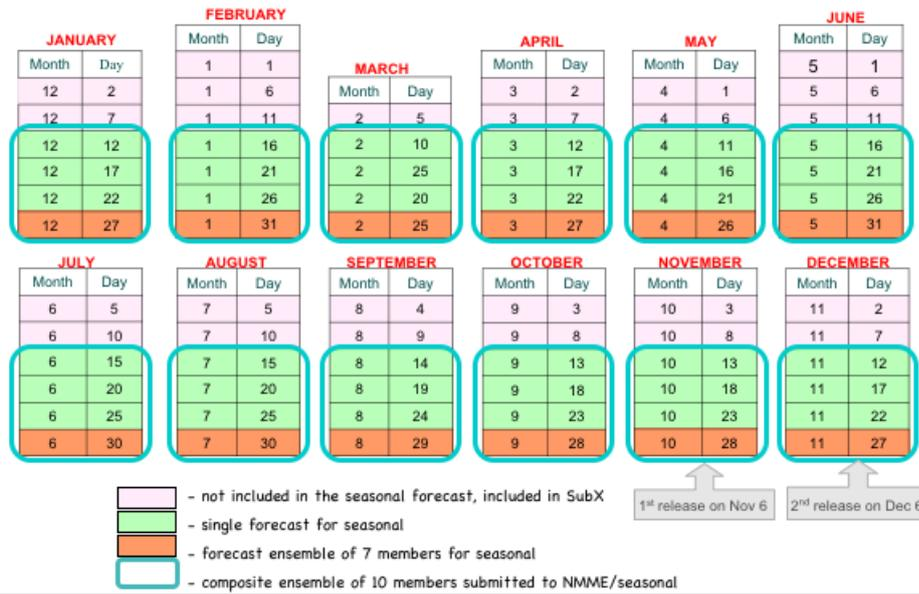 JANUARY
Month Day
12 2
12 7
12 12
12 17
12 22
12 27
FEBRUARY
Month Day
1 1
1 6
1 11
1 16
1 21
1 26
1 31
MARCH
Month Day
2 5
2 10
2 25
2 20
2 25
APRIL
Month Day
3 2
3 7
3 12
3 17
3 22
3 27
MAY
Month Day
4 1
4 6
4 11
4 16
4 21
4 26
JUNE
Month Day
5 1
5 6
5 11
5 16
5 21
5 26
5 31
JULY
Month Day
6 5
6 10
6 15
6 20
6 25
6 30
AUGUST
Month Day
7 5
7 10
7 15
7 20
7 25
7 30
SEPTEMBER
Month Day
8 4
8 9
8 14
8 19
8 24
8 29
OCTOBER
Month Day
9 3
9 8
9 13
9 18
9 23
9 28
NOVEMBER
Month Day
10 3
10 8
10 13
10 18
10 23
10 28
DECEMBER
Month Day
11 2
11 7
11 12
11 17
11 22
11 27
1st release on Nov 6
2nd release on Dec 6
- not included in the seasonal forecast, included in SubX
- single forecast for seasonal
- forecast ensemble of 7 members for seasonal
- composite ensemble of 10 members submitted to NMME/seasonal